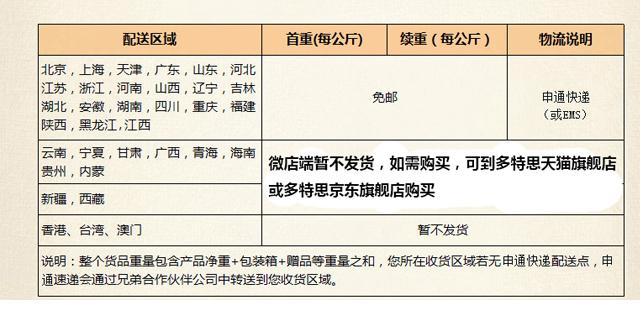 配送区域 首重(每公斤) 续重（每公斤） 物流说明
北京，上海，天津，广东，山东，河北
江苏，浙江，河南，山西，辽宁，吉林
湖北，安徽，湖南，四川，重庆，福建
陕西，黑龙江,江西
免邮
申通快递
（或EMS）
云南，宁夏，甘肃，广西，青海，海南
贵州，内蒙
微店端暂不发货，如需购买，可到多特思天猫旗舰店
或多特思京东旗舰店购买
新疆，西藏
香港、台湾、澳门 暂不发货
说明：整个货品重量包含产品净重+包装箱+赠品等重量之和，您所在收货区域若无申通快递配送点，申
通速递会通过兄弟合作伙伴公司中转送到您收货区域。